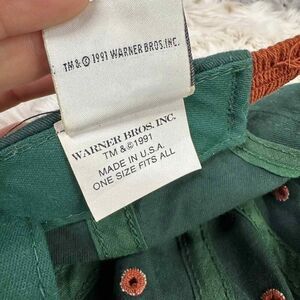 TM & © 1991 WARNER BROS. INC.
WARNER BROS. INC.
TM & ©1991
MADE IN U.S.A.
ONE SIZE FITS ALL